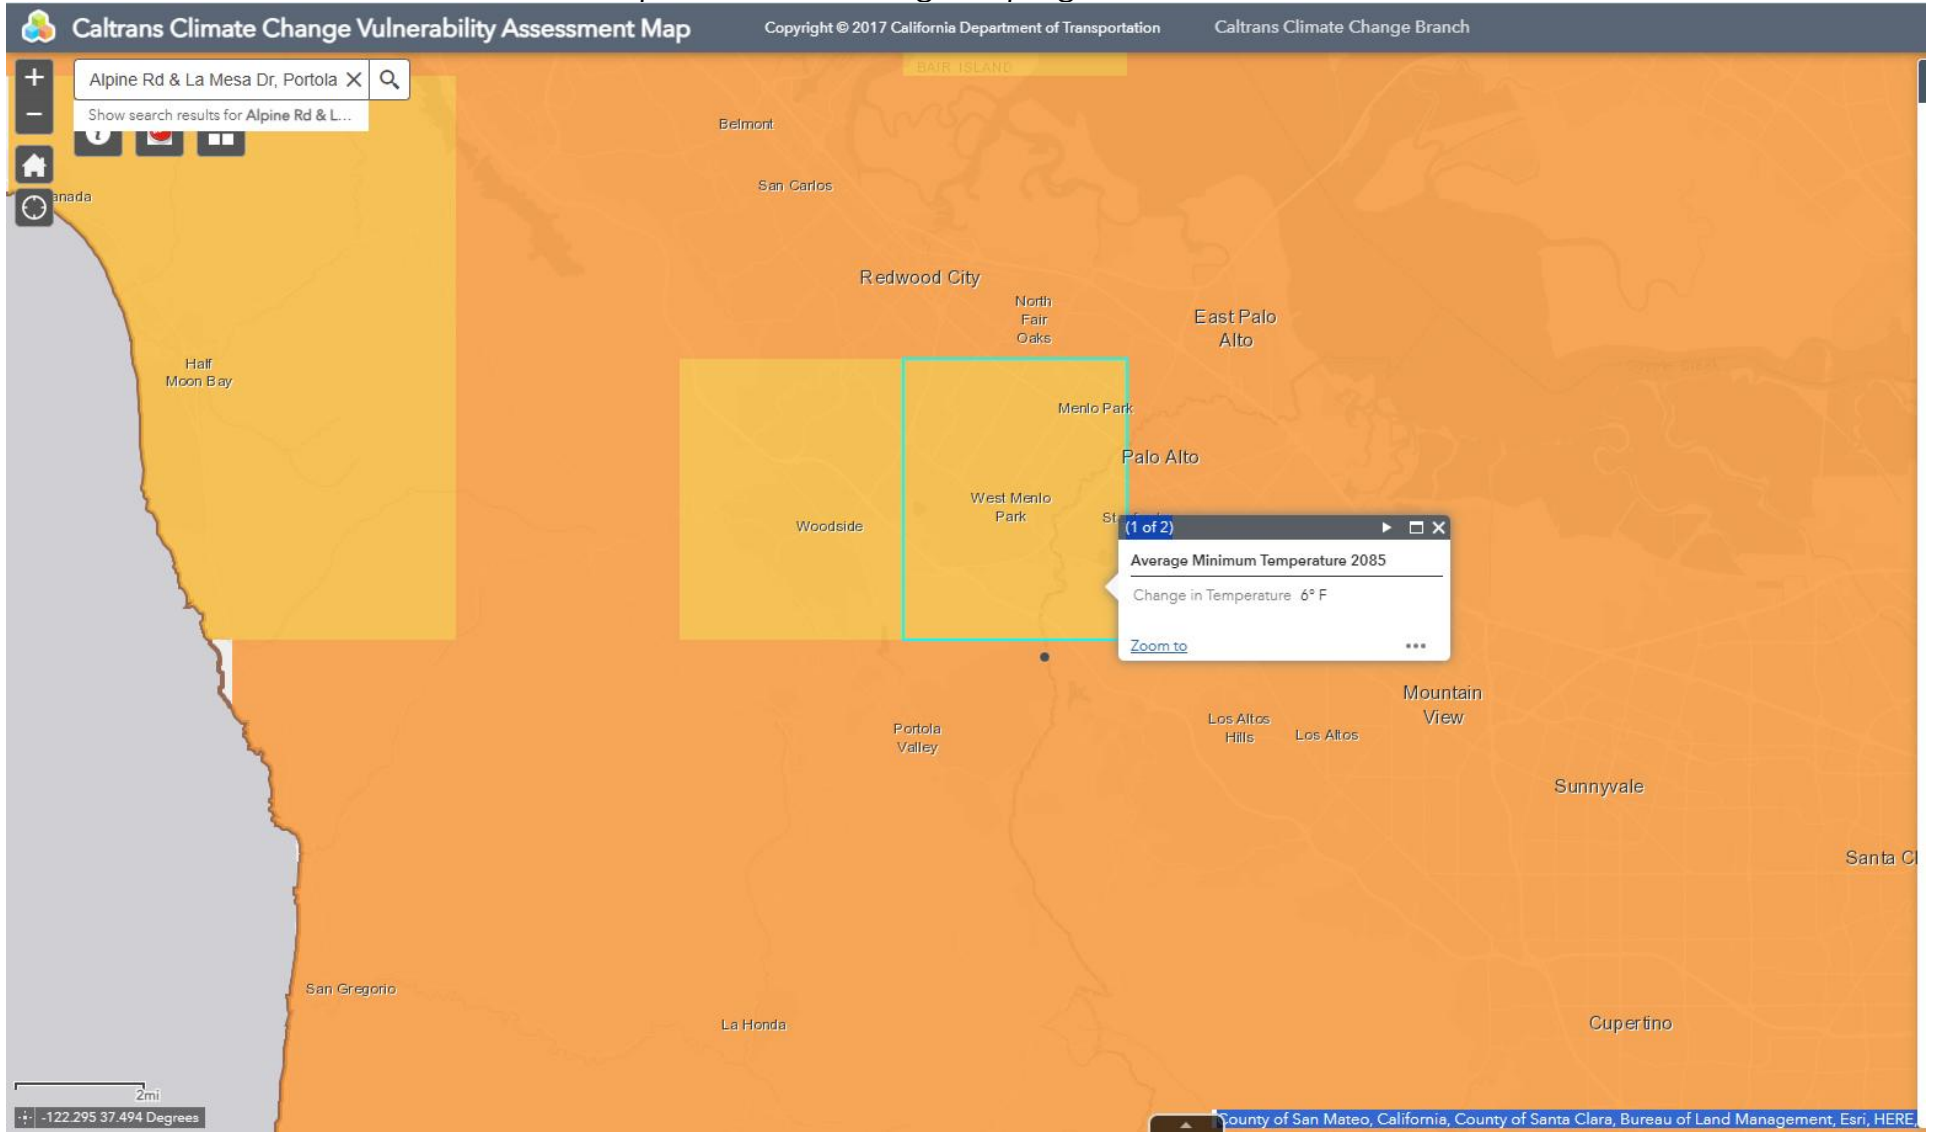 Caltrans Climate Change Vulnerability Assessment Map
Copyright © 2017 California Department of Transportation
Caltrans Climate Change Branch
+
Alpine Rd & La Mesa Dr, Portola
Show search results for Alpine Rd & L...
−
BAIR ISLAND
Belmont
San Carlos
anada
Redwood City
North
Fair
Oaks
East Palo
Alto
Half
Moon Bay
Menlo Park
Palo Alto
West Menlo
Park
Woodside
(1 of 2)
Average Minimum Temperature 2085
Change in Temperature 6° F
Zoom to
Mountain
View
Portola
Valley
Los Altos
Hills
Los Altos
Sunnyvale
Santa Cl
San Gregorio
La Honda
Cupertino
2mi
-122.295 37.494 Degrees
County of San Mateo, California, County of Santa Clara, Bureau of Land Management, Esri, HERE,